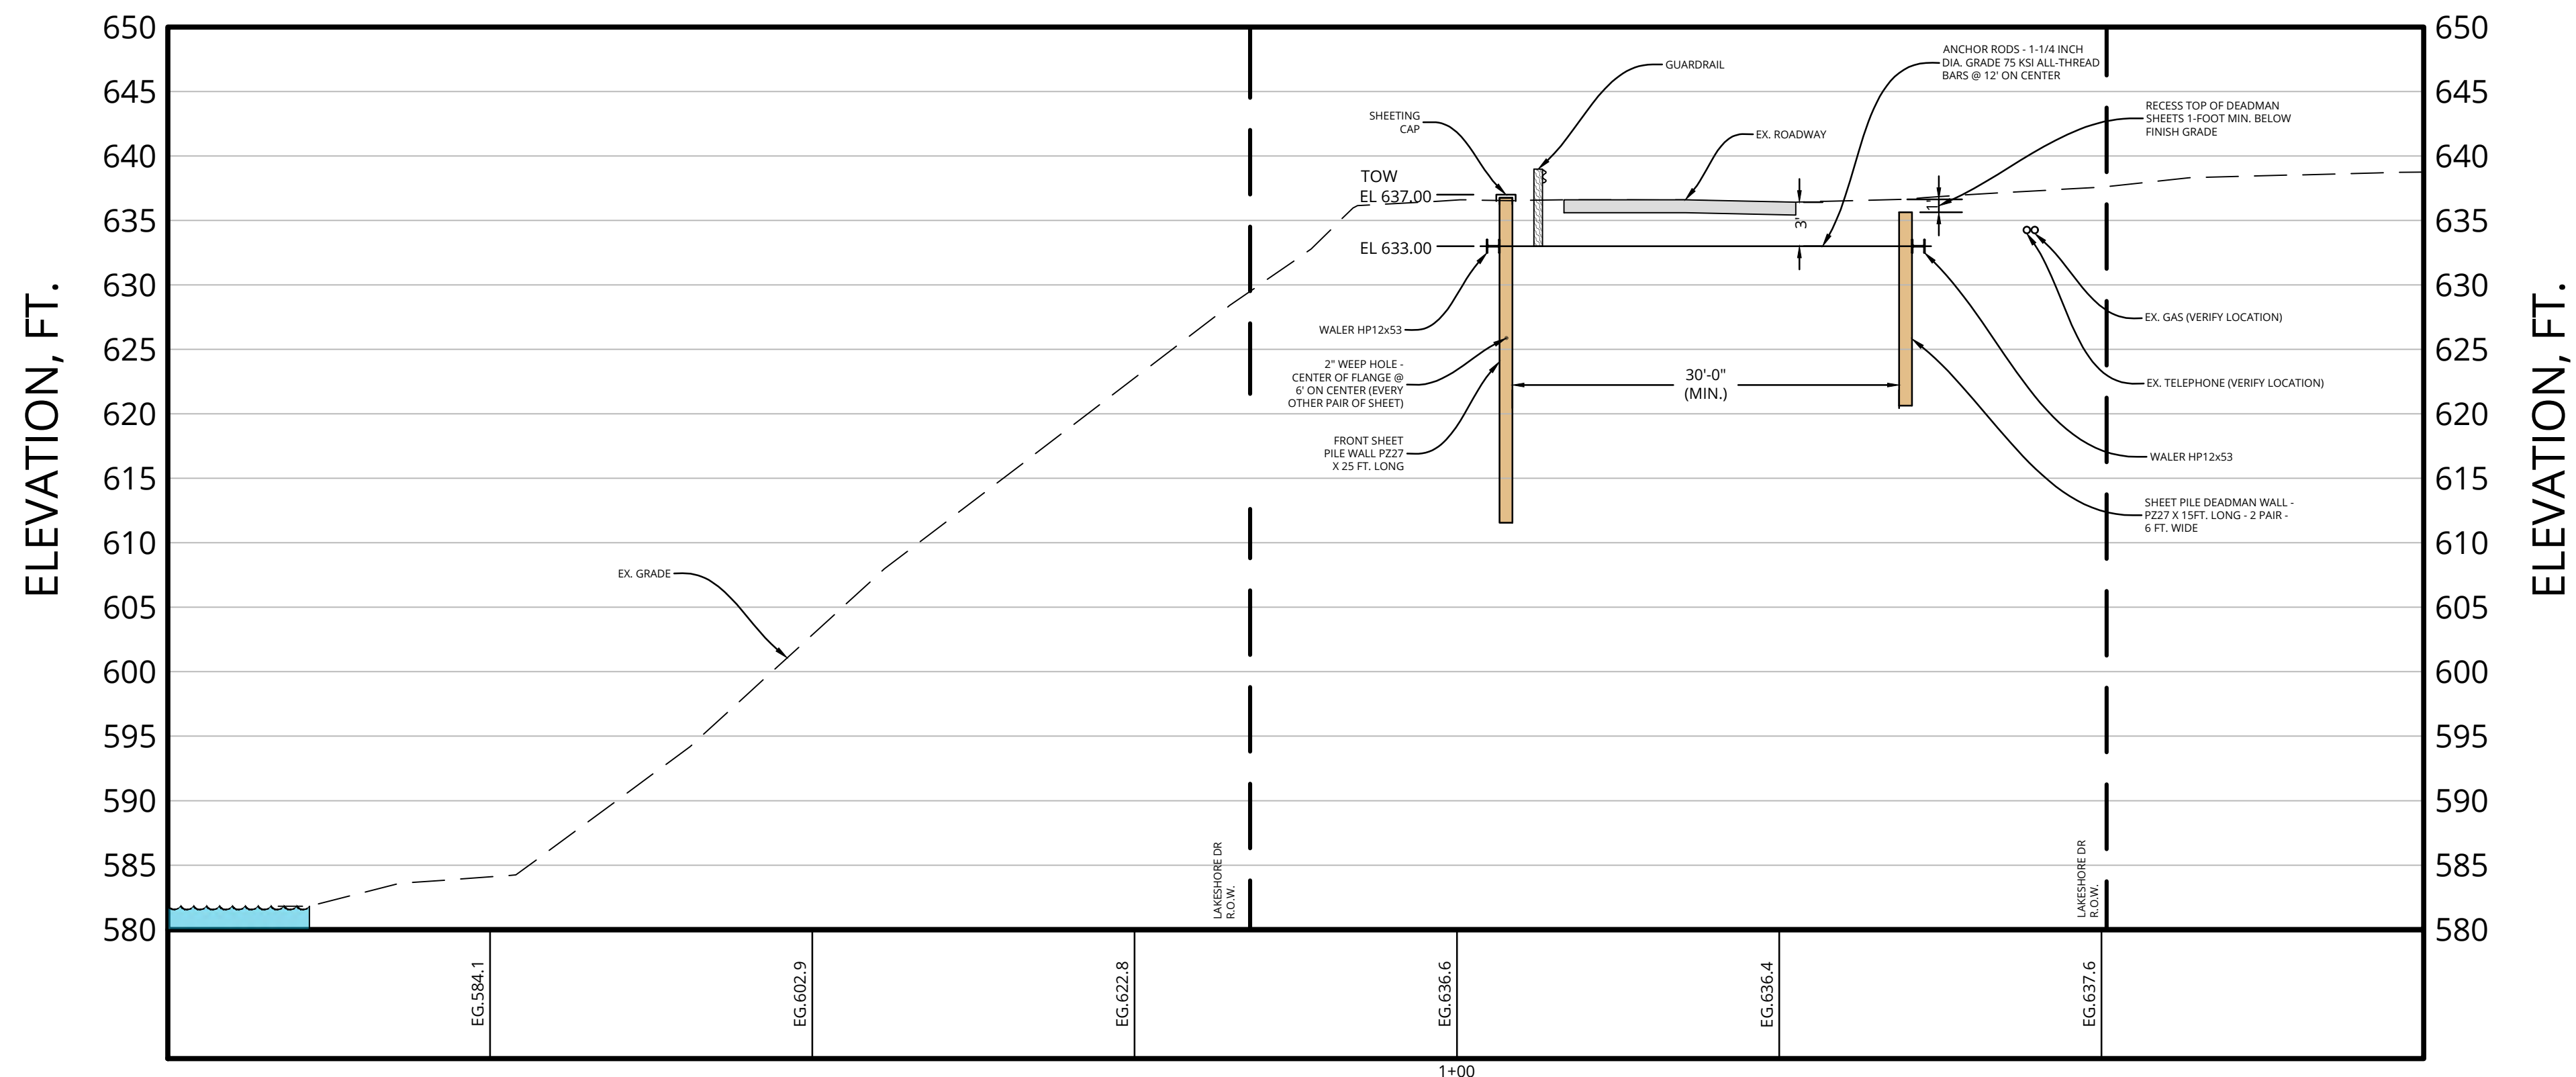 650
645
640
635
630
625
620
615
610
605
600
595
590
585
580
ELEVATION, FT.
GUARDRAIL
ANCHOR RODS - 1-1/4 INCH
DIA. GRADE 75 KSI ALL-THREAD
BARS @ 12' ON CENTER
SHEETING
CAP
EX. ROADWAY
RECESS TOP OF DEADMAN
SHEETS 1-FOOT MIN. BELOW
FINISH GRADE
TOW
EL 637.00
EL 633.00
3'
1'
WALER HP12x53
2" WEEP HOLE -
CENTER OF FLANGE @
6' ON CENTER (EVERY
OTHER PAIR OF SHEET)
FRONT SHEET
PILE WALL PZ27
X 25 FT. LONG
30'-0"
(MIN.)
EX. GAS (VERIFY LOCATION)
EX. TELEPHONE (VERIFY LOCATION)
WALER HP12x53
SHEET PILE DEADMAN WALL -
PZ27 X 15FT. LONG - 2 PAIR -
6 FT. WIDE
EX. GRADE
LAKESHORE DR
R.O.W.
LAKESHORE DR
R.O.W.
650
645
640
635
630
625
620
615
610
605
600
595
590
585
580
ELEVATION, FT.
EG.584.1
EG.602.9
EG.622.8
EG.636.6
EG.636.4
EG.637.6
1+00